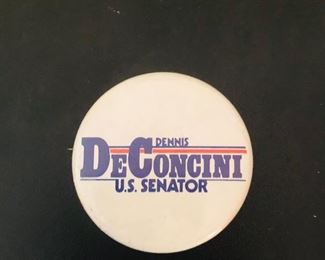 DENNIS
DeConcini
U.S. SENATOR